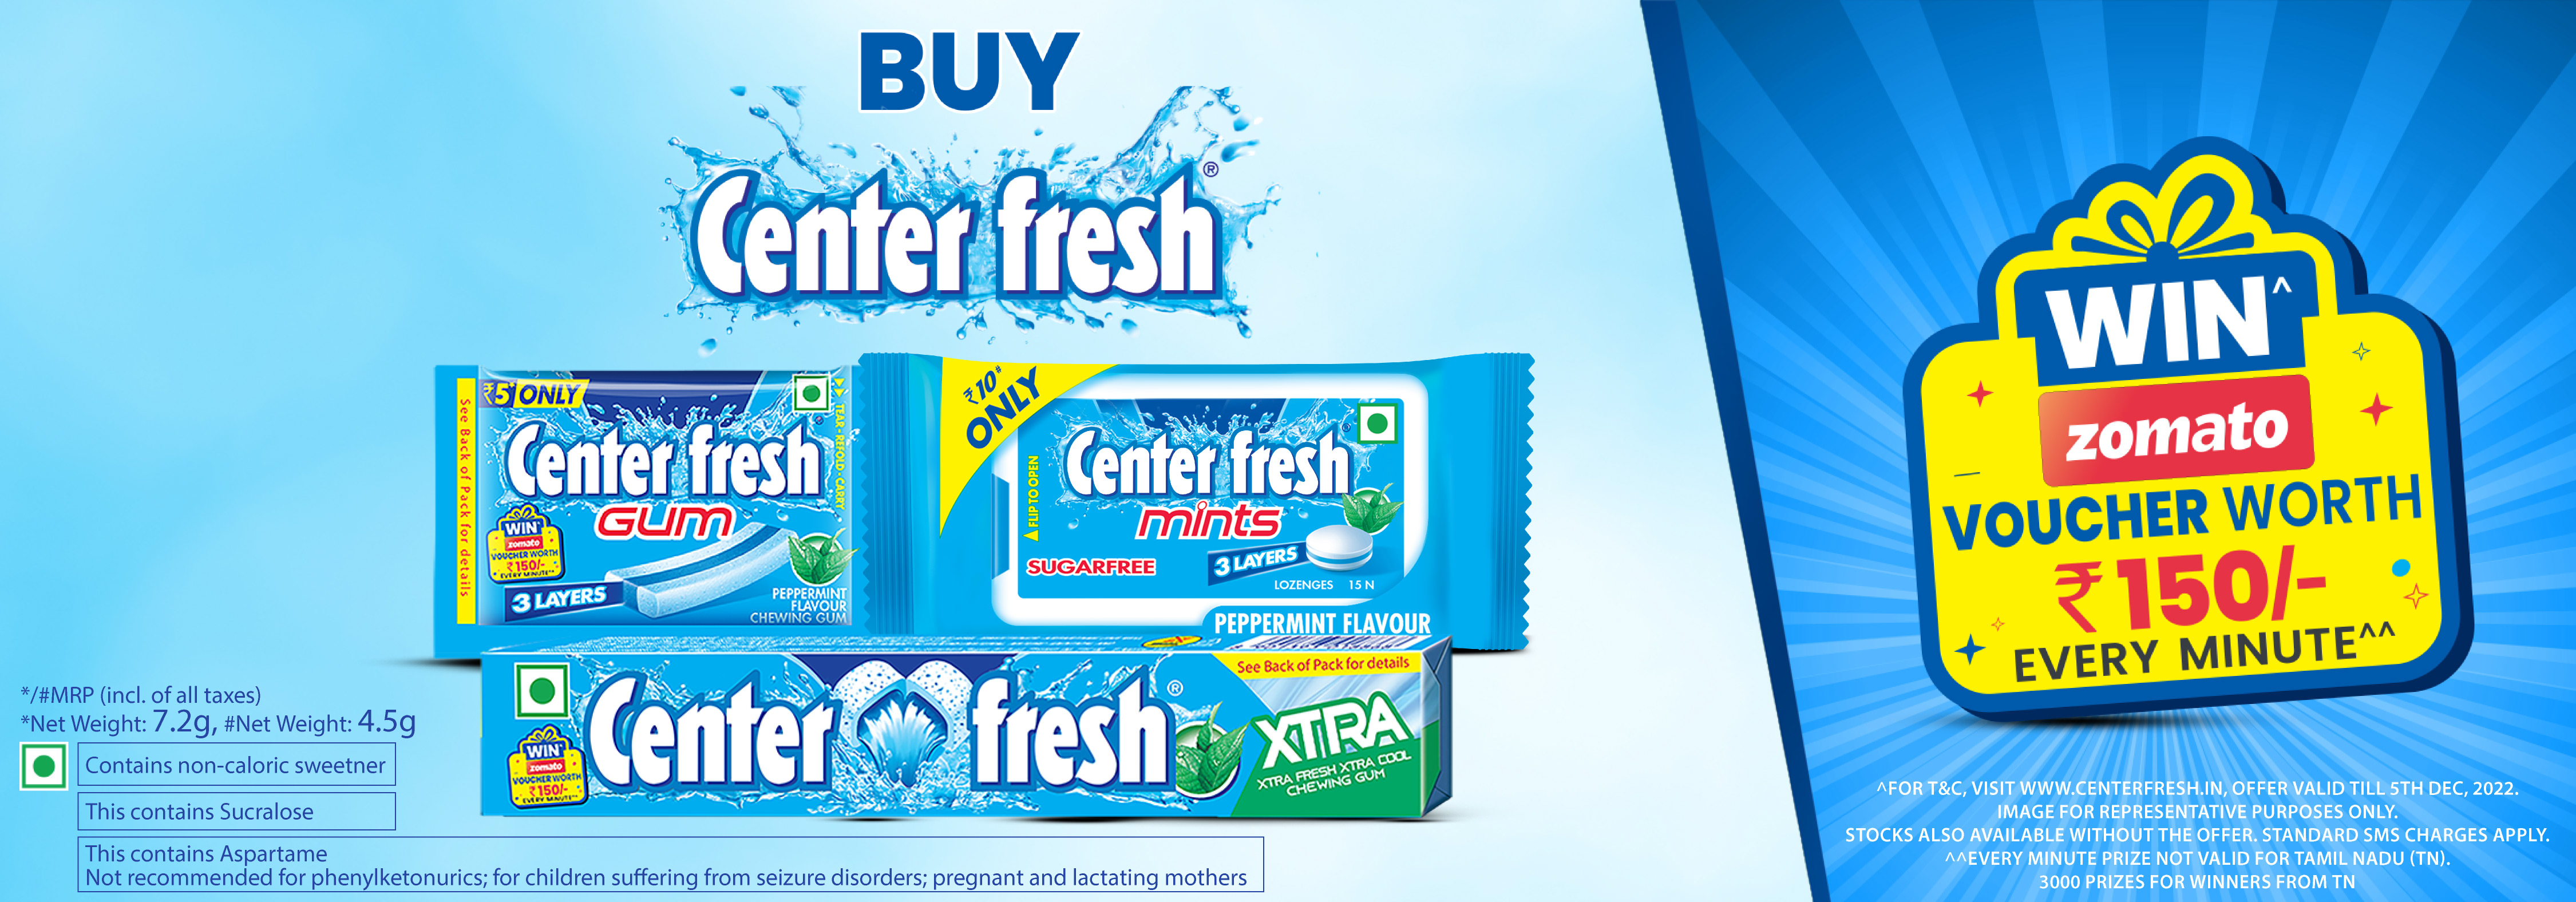 BUY
Center fresh®
₹5* ONLY
See Back of Pack for details
TEAR - REFOLD - CARRY
Center fresh
GUM
WIN^
zomato
VOUCHER WORTH
₹150/-
EVERY MINUTE^^
3 LAYERS
PEPPERMINT
FLAVOUR
CHEWING GUM
₹10#
ONLY
FLIP TO OPEN
Center fresh
mints
SUGARFREE
3 LAYERS
LOZENGES 15 N
PEPPERMINT FLAVOUR
See Back of Pack for details
Center fresh®
WIN^
zomato
VOUCHER WORTH
₹150/-
EVERY MINUTE^^
XTRA
XTRA FRESH XTRA COOL
CHEWING GUM
*/#MRP (incl. of all taxes)
*Net Weight: 7.2g, #Net Weight: 4.5g
Contains non-caloric sweetner
This contains Sucralose
This contains Aspartame
Not recommended for phenylketonurics; for children suffering from seizure disorders; pregnant and lactating mothers
WIN^
zomato
VOUCHER WORTH
₹150/-
EVERY MINUTE^^
^FOR T&C, VISIT WWW.CENTERFRESH.IN, OFFER VALID TILL 5TH DEC, 2022.
IMAGE FOR REPRESENTATIVE PURPOSES ONLY.
STOCKS ALSO AVAILABLE WITHOUT THE OFFER. STANDARD SMS CHARGES APPLY.
^^EVERY MINUTE PRIZE NOT VALID FOR TAMIL NADU (TN).
3000 PRIZES FOR WINNERS FROM TN